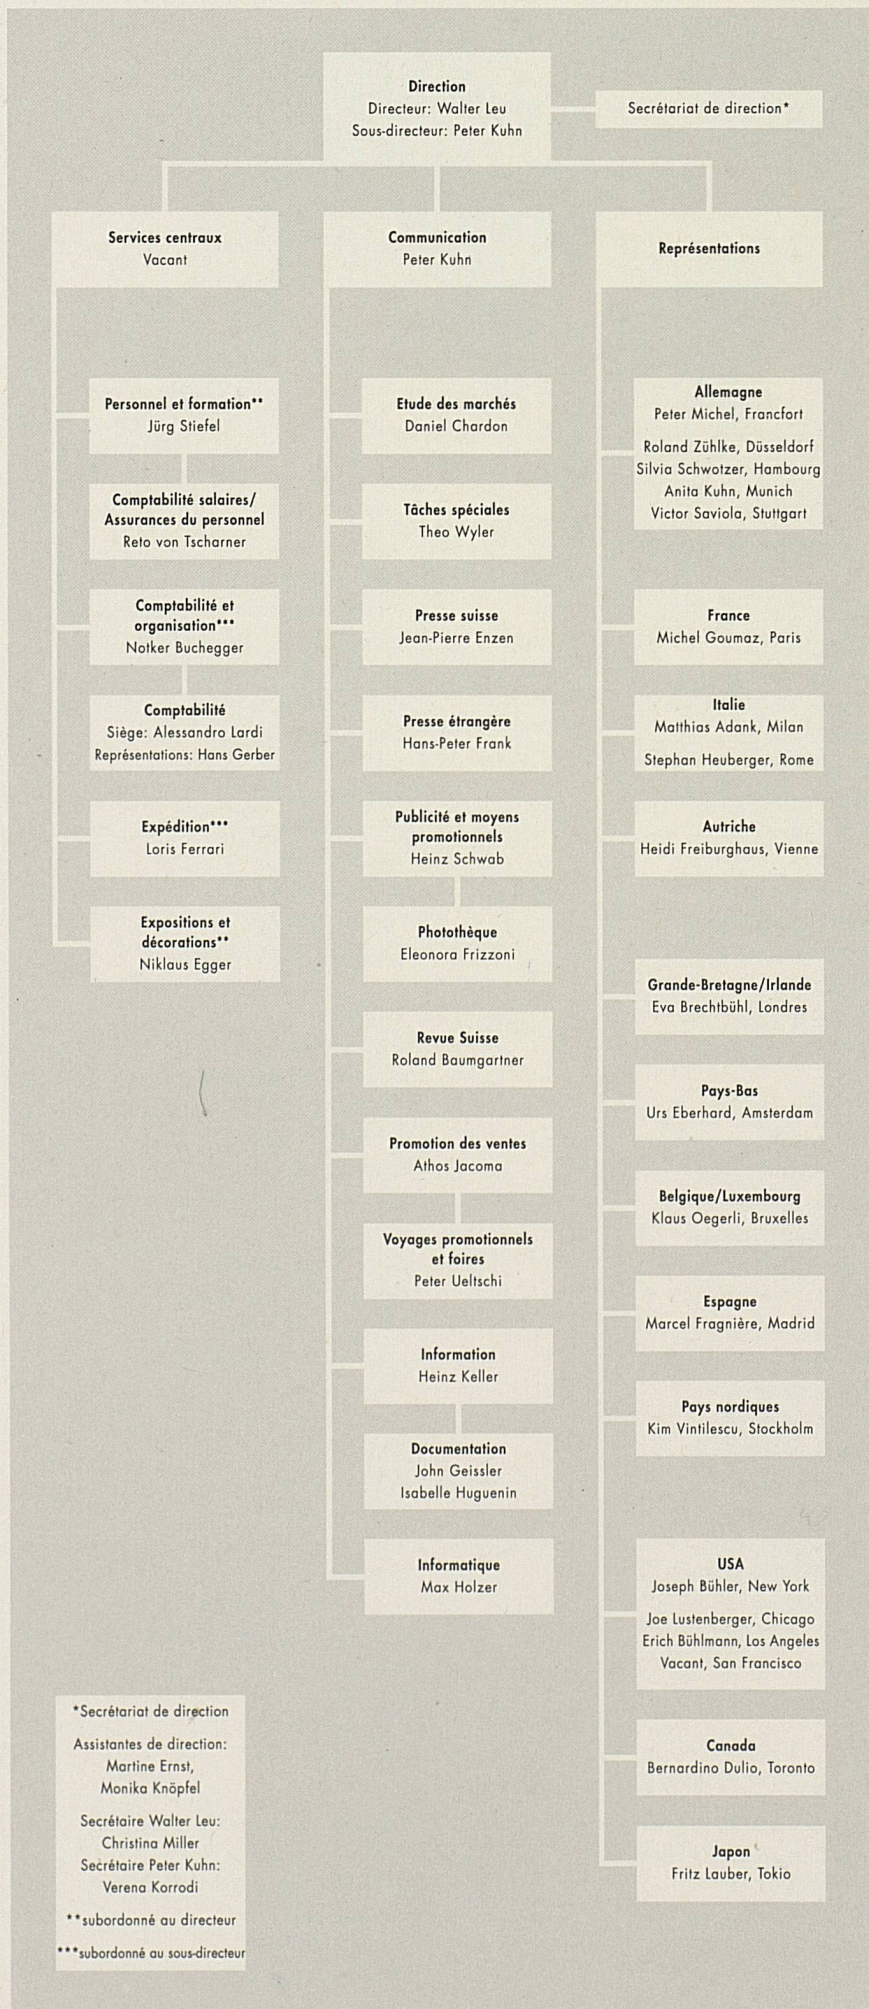 Direction
Directeur: Walter Leu
Sous-directeur: Peter Kuhn
Secrétariat de direction*
Services centraux
Vacant
Personnel et formation**
Jürg Stiefel
Comptabilité salaires/
Assurances du personnel
Reto von Tscharner
Comptabilité et
organisation***
Notker Buchegger
Comptabilité
Siège: Alessandro Lardi
Représentations: Hans Gerber
Expédition***
Loris Ferrari
Expositions et
décorations**
Niklaus Egger
Communication
Peter Kuhn
Etude des marchés
Daniel Chardon
Tâches spéciales
Theo Wyler
Presse suisse
Jean-Pierre Enzen
Presse étrangère
Hans-Peter Frank
Publicité et moyens
promotionnels
Heinz Schwab
Photothèque
Eleonora Frizzoni
Revue Suisse
Roland Baumgartner
Promotion des ventes
Athos Jacoma
Voyages promotionnels
et foires
Peter Ueltschi
Information
Heinz Keller
Documentation
John Geissler
Isabelle Huguenin
Informatique
Max Holzer
Représentations
Allemagne
Peter Michel, Francfort
Roland Zühlke, Düsseldorf
Silvia Schwotzer, Hambourg
Anita Kuhn, Munich
Victor Saviola, Stuttgart
France
Michel Goumaz, Paris
Italie
Matthias Adank, Milan
Stephan Heuberger, Rome
Autriche
Heidi Freiburghaus, Vienne
Grande-Bretagne/Irlande
Eva Brechtbühl, Londres
Pays-Bas
Urs Eberhard, Amsterdam
Belgique/Luxembourg
Klaus Oegerli, Bruxelles
Espagne
Marcel Fragnière, Madrid
Pays nordiques
Kim Vintilescu, Stockholm
USA
Joseph Bühler, New York
Joe Lustenberger, Chicago
Erich Bühlmann, Los Angeles
Vacant, San Francisco
Canada
Bernardino Dulio, Toronto
Japon
Fritz Lauber, Tokio
*Secrétariat de direction
Assistantes de direction:
Martine Ernst,
Monika Knöpfel
Secrétaire Walter Leu:
Christina Miller
Secrétaire Peter Kuhn:
Verena Korrodi
**subordonné au directeur
***subordonné au sous-directeur